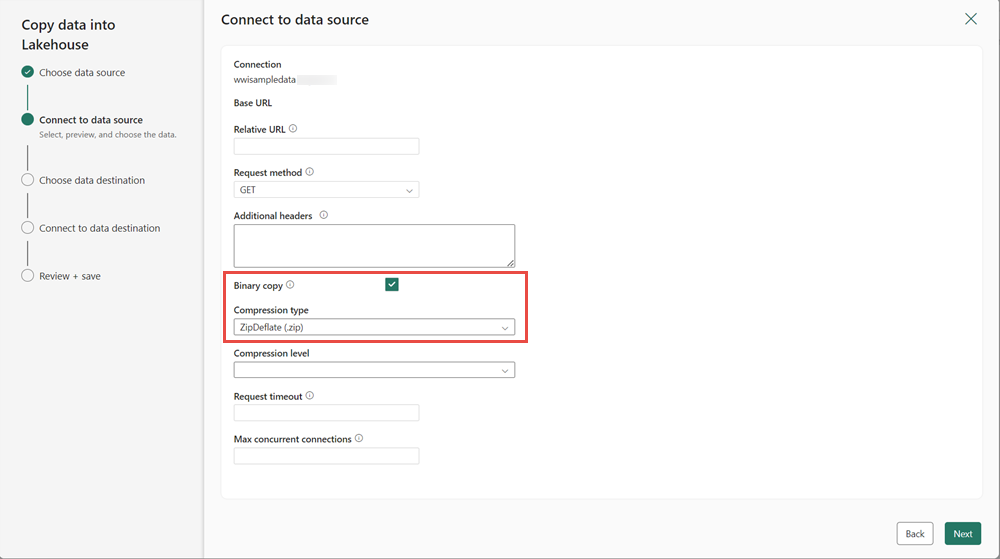 Copy data into
Lakehouse
Choose data source
Connect to data source
Select, preview, and choose the data.
Choose data destination
Connect to data destination
Review + save
Connect to data source
Connection
wwisampledata
Base URL
Relative URL
Request method
GET
Additional headers
Binary copy
Compression type
ZipDeflate (.zip)
Compression level
Request timeout
Max concurrent connections
Back
Next